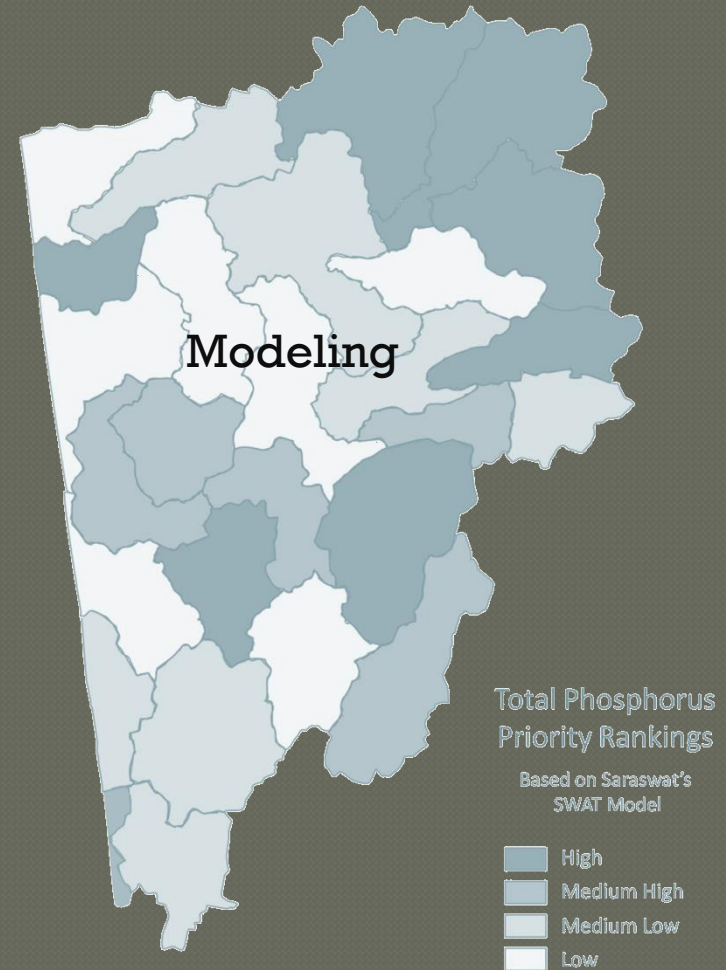 Modeling
Total Phosphorus
Priority Rankings
Based on Saraswat's
SWAT Model
High
Medium High
Medium Low
Low